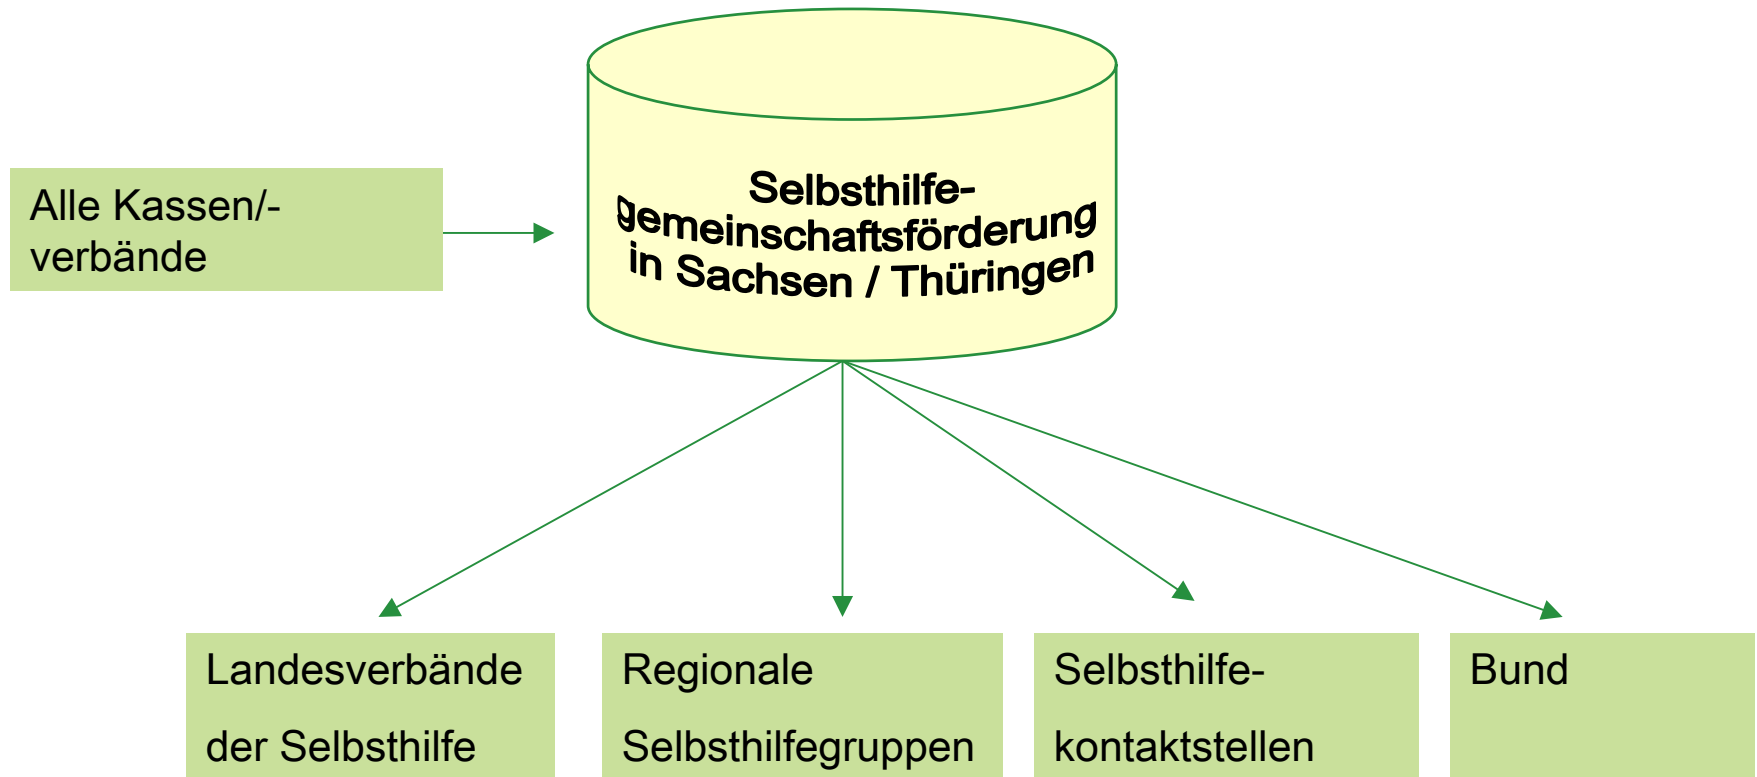 Selbsthilfe-
gemeinschaftsförderung
in Sachsen / Thüringen
Alle Kassen/-
verbände
Landesverbände
der Selbsthilfe
Regionale
Selbsthilfegruppen
Selbsthilfe-
kontaktstellen
Bund